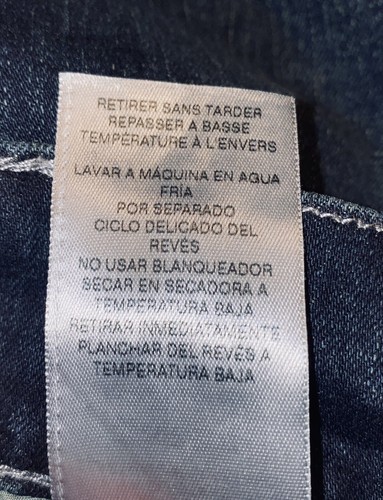 RETIRER SANS TARDER
REPASSER A BASSE
TEMPÉRATURE À L'ENVERS
LAVAR A MÁQUINA EN AGUA
FRÍA
POR SEPARADO
CICLO DELICADO DEL
REVÉS
NO USAR BLANQUEADOR
SECAR EN SECADORA A
TEMPERATURA BAJA
RETIRAR INMEDIATAMENTE
PLANCHAR DEL REVÉS A
TEMPERATURA BAJA